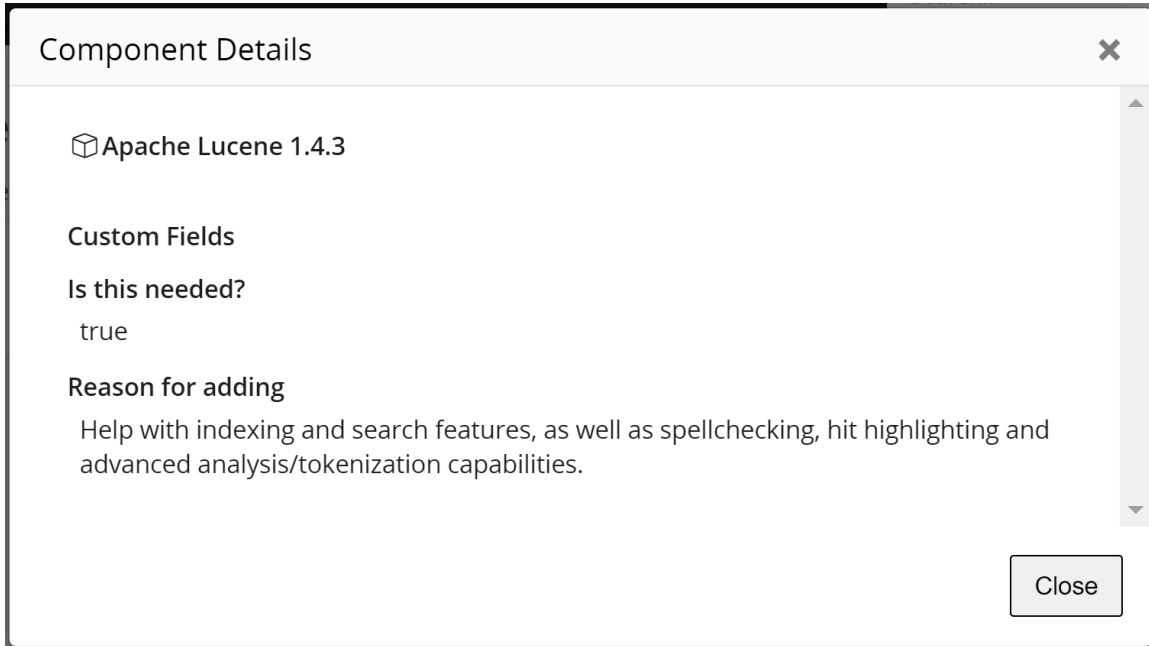 Component Details
Apache Lucene 1.4.3
Custom Fields
Is this needed?
true
Reason for adding
Help with indexing and search features, as well as spellchecking, hit highlighting and
advanced analysis/tokenization capabilities.
Close